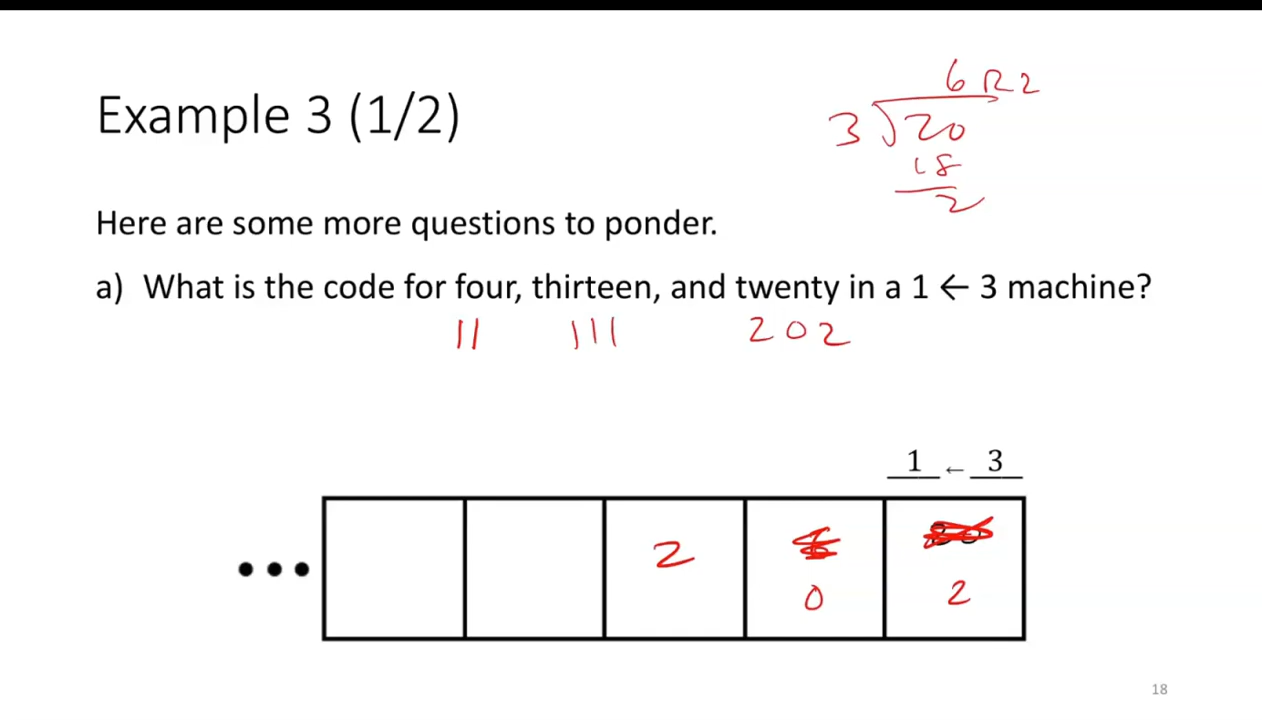 6 R 2
Example 3 (1/2)
3 20
18
2
Here are some more questions to ponder.
a) What is the code for four, thirteen, and twenty in a 1 ← 3 machine?
11 111 202
1 ← 3
2 0 2
18